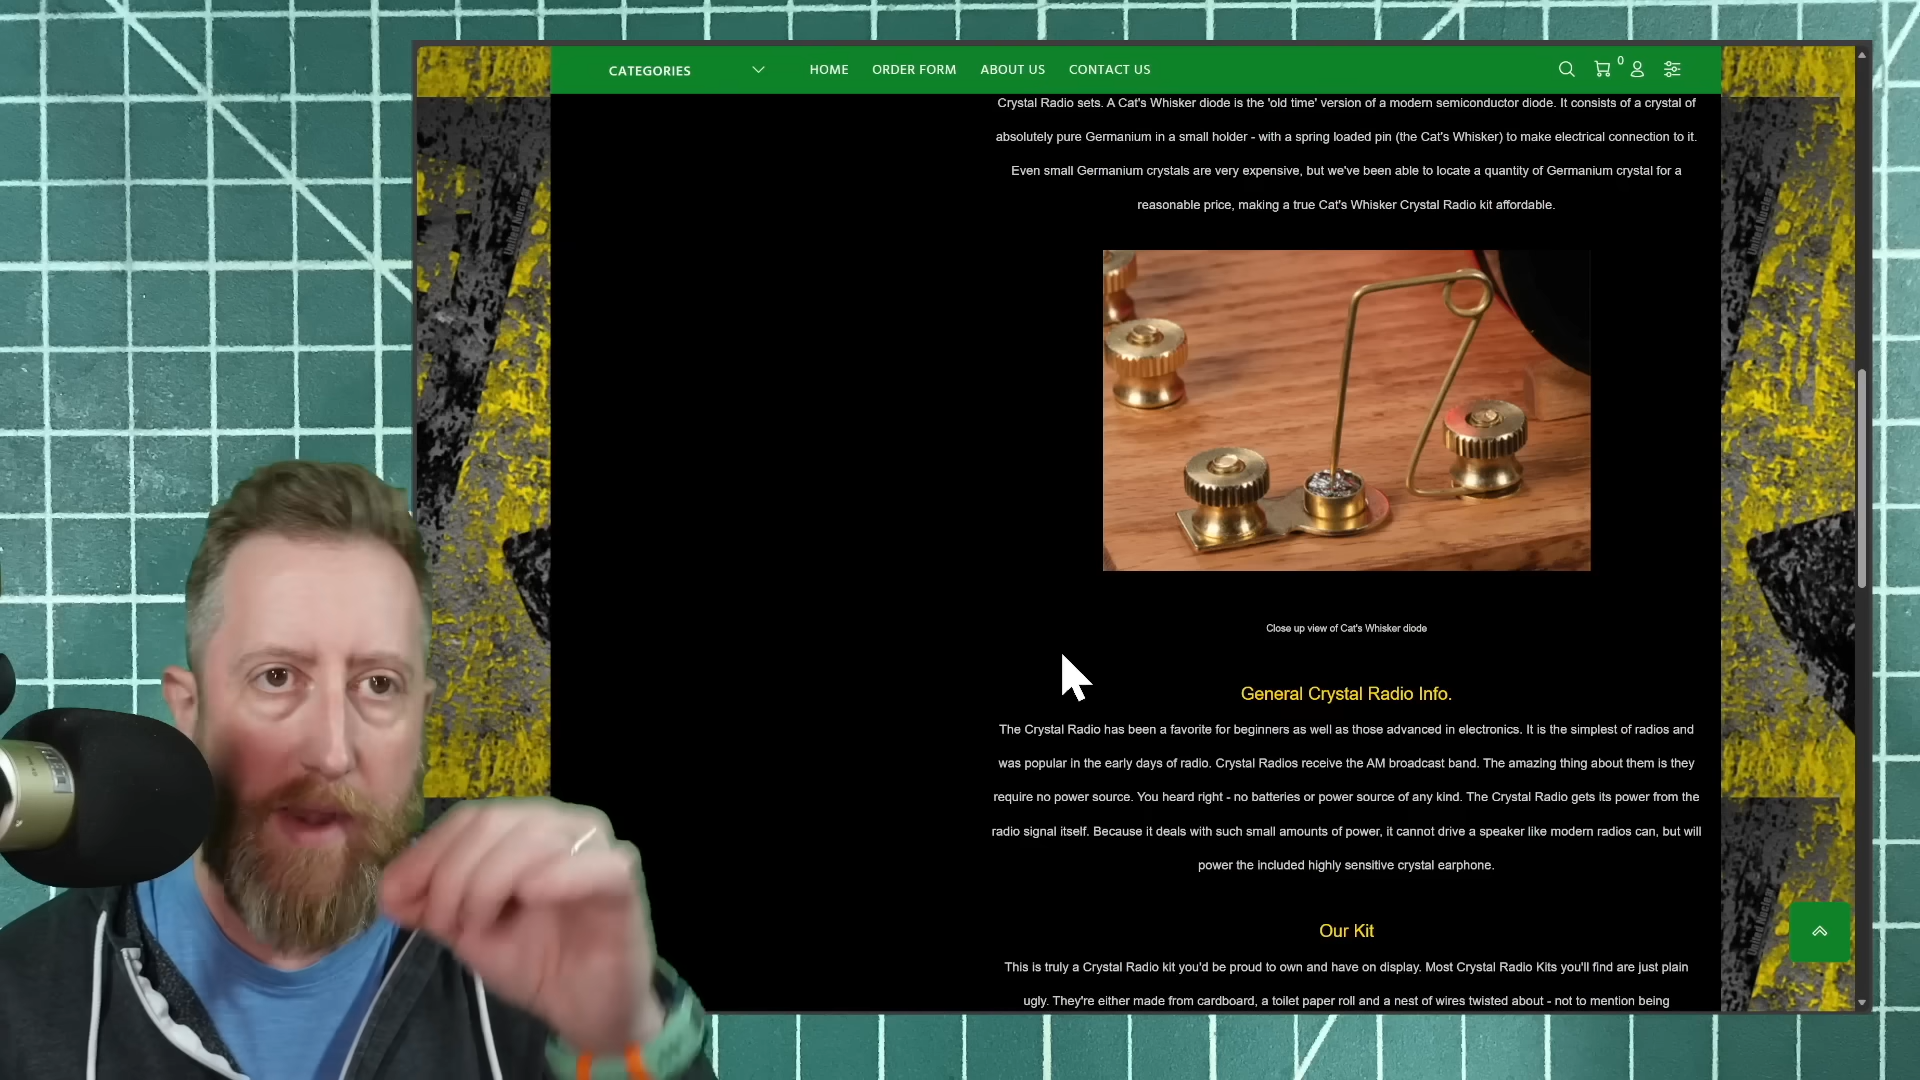 CATEGORIES
HOME ORDER FORM ABOUT US CONTACT US
0
Crystal Radio sets. A Cat's Whisker diode is the 'old time' version of a modern semiconductor diode. It consists of a crystal of
absolutely pure Germanium in a small holder - with a spring loaded pin (the Cat's Whisker) to make electrical connection to it.
Even small Germanium crystals are very expensive, but we've been able to locate a quantity of Germanium crystal for a
reasonable price, making a true Cat's Whisker Crystal Radio kit affordable.
Close up view of Cat's Whisker diode
General Crystal Radio Info.
The Crystal Radio has been a favorite for beginners as well as those advanced in electronics. It is the simplest of radios and
was popular in the early days of radio. Crystal Radios receive the AM broadcast band. The amazing thing about them is they
require no power source. You heard right - no batteries or power source of any kind. The Crystal Radio gets its power from the
radio signal itself. Because it deals with such small amounts of power, it cannot drive a speaker like modern radios can, but will
power the included highly sensitive crystal earphone.
Our Kit
This is truly a Crystal Radio kit you'd be proud to own and have on display. Most Crystal Radio Kits you'll find are just plain
ugly. They're either made from cardboard, a toilet paper roll and a nest of wires twisted about - not to mention being